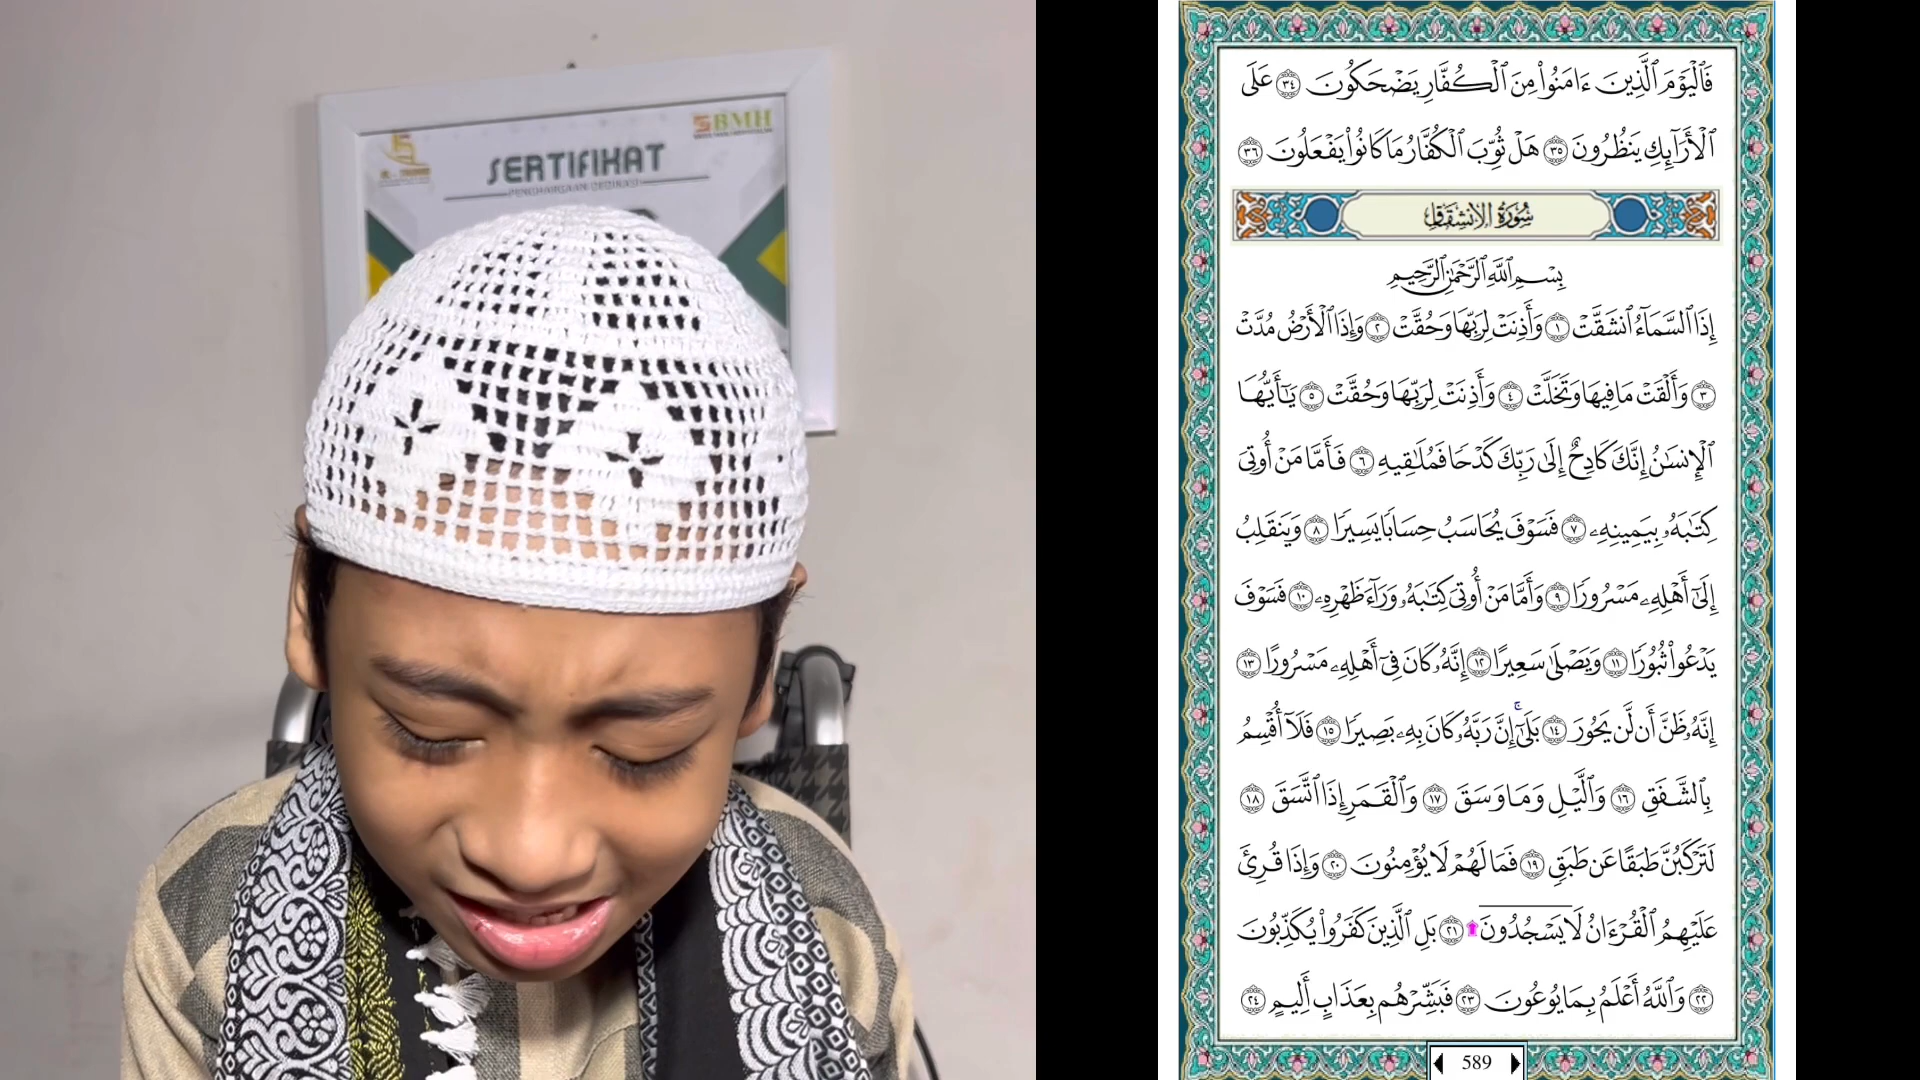 BMH
SERTIFIKAT
PENGHARGAAN DEDIKASI
فَٱلْيَوْمَ ٱلَّذِينَ ءَامَنُوا۟ مِنَ ٱلْكُفَّارِ يَضْحَكُونَ ٣٤ عَلَى
ٱلْأَرَآئِكِ يَنظُرُونَ ٣٥ هَلْ ثُوِّبَ ٱلْكُفَّارُ مَا كَانُوا۟ يَفْعَلُونَ ٣٦
سُورَةُ الانشِقَاقِ
بِسْمِ ٱللَّهِ ٱلرَّحْمَٰنِ ٱلرَّحِيمِ
إِذَا ٱلسَّمَآءُ ٱنشَقَّتْ ١ وَأَذِنَتْ لِرَبِّهَا وَحُقَّتْ ٢ وَإِذَا ٱلْأَرْضُ مُدَّتْ
٣ وَأَلْقَتْ مَا فِيهَا وَتَخَلَّتْ ٤ وَأَذِنَتْ لِرَبِّهَا وَحُقَّتْ ٥ يَٰٓأَيُّهَا
ٱلْإِنسَٰنُ إِنَّكَ كَادِحٌ إِلَىٰ رَبِّكَ كَدْحًا فَمُلَٰقِيهِ ٦ فَأَمَّا مَنْ أُوتِىَ
كِتَٰبَهُۥ بِيَمِينِهِۦ ٧ فَسَوْفَ يُحَاسَبُ حِسَابًا يَسِيرًا ٨ وَيَنقَلِبُ
إِلَىٰٓ أَهْلِهِۦ مَسْرُورًا ٩ وَأَمَّا مَنْ أُوتِىَ كِتَٰبَهُۥ وَرَآءَ ظَهْرِهِۦ ١٠ فَسَوْفَ
يَدْعُوا۟ ثُبُورًا ١١ وَيَصْلَىٰ سَعِيرًا ١٢ إِنَّهُۥ كَانَ فِىٓ أَهْلِهِۦ مَسْرُورًا ١٣
إِنَّهُۥ ظَنَّ أَن لَّن يَحُورَ ١٤ بَلَىٰٓۚ إِنَّ رَبَّهُۥ كَانَ بِهِۦ بَصِيرًا ١٥ فَلَآ أُقْسِمُ
بِٱلشَّفَقِ ١٦ وَٱلَّيْلِ وَمَا وَسَقَ ١٧ وَٱلْقَمَرِ إِذَا ٱتَّسَقَ ١٨
لَتَرْكَبُنَّ طَبَقًا عَن طَبَقٍ ١٩ فَمَا لَهُمْ لَا يُؤْمِنُونَ ٢٠ وَإِذَا قُرِئَ
عَلَيْهِمُ ٱلْقُرْءَانُ لَا يَسْجُدُونَ ۩ ٢١ بَلِ ٱلَّذِينَ كَفَرُوا۟ يُكَذِّبُونَ
٢٢ وَٱللَّهُ أَعْلَمُ بِمَا يُوعُونَ ٢٣ فَبَشِّرْهُم بِعَذَابٍ أَلِيمٍ ٢٤
589